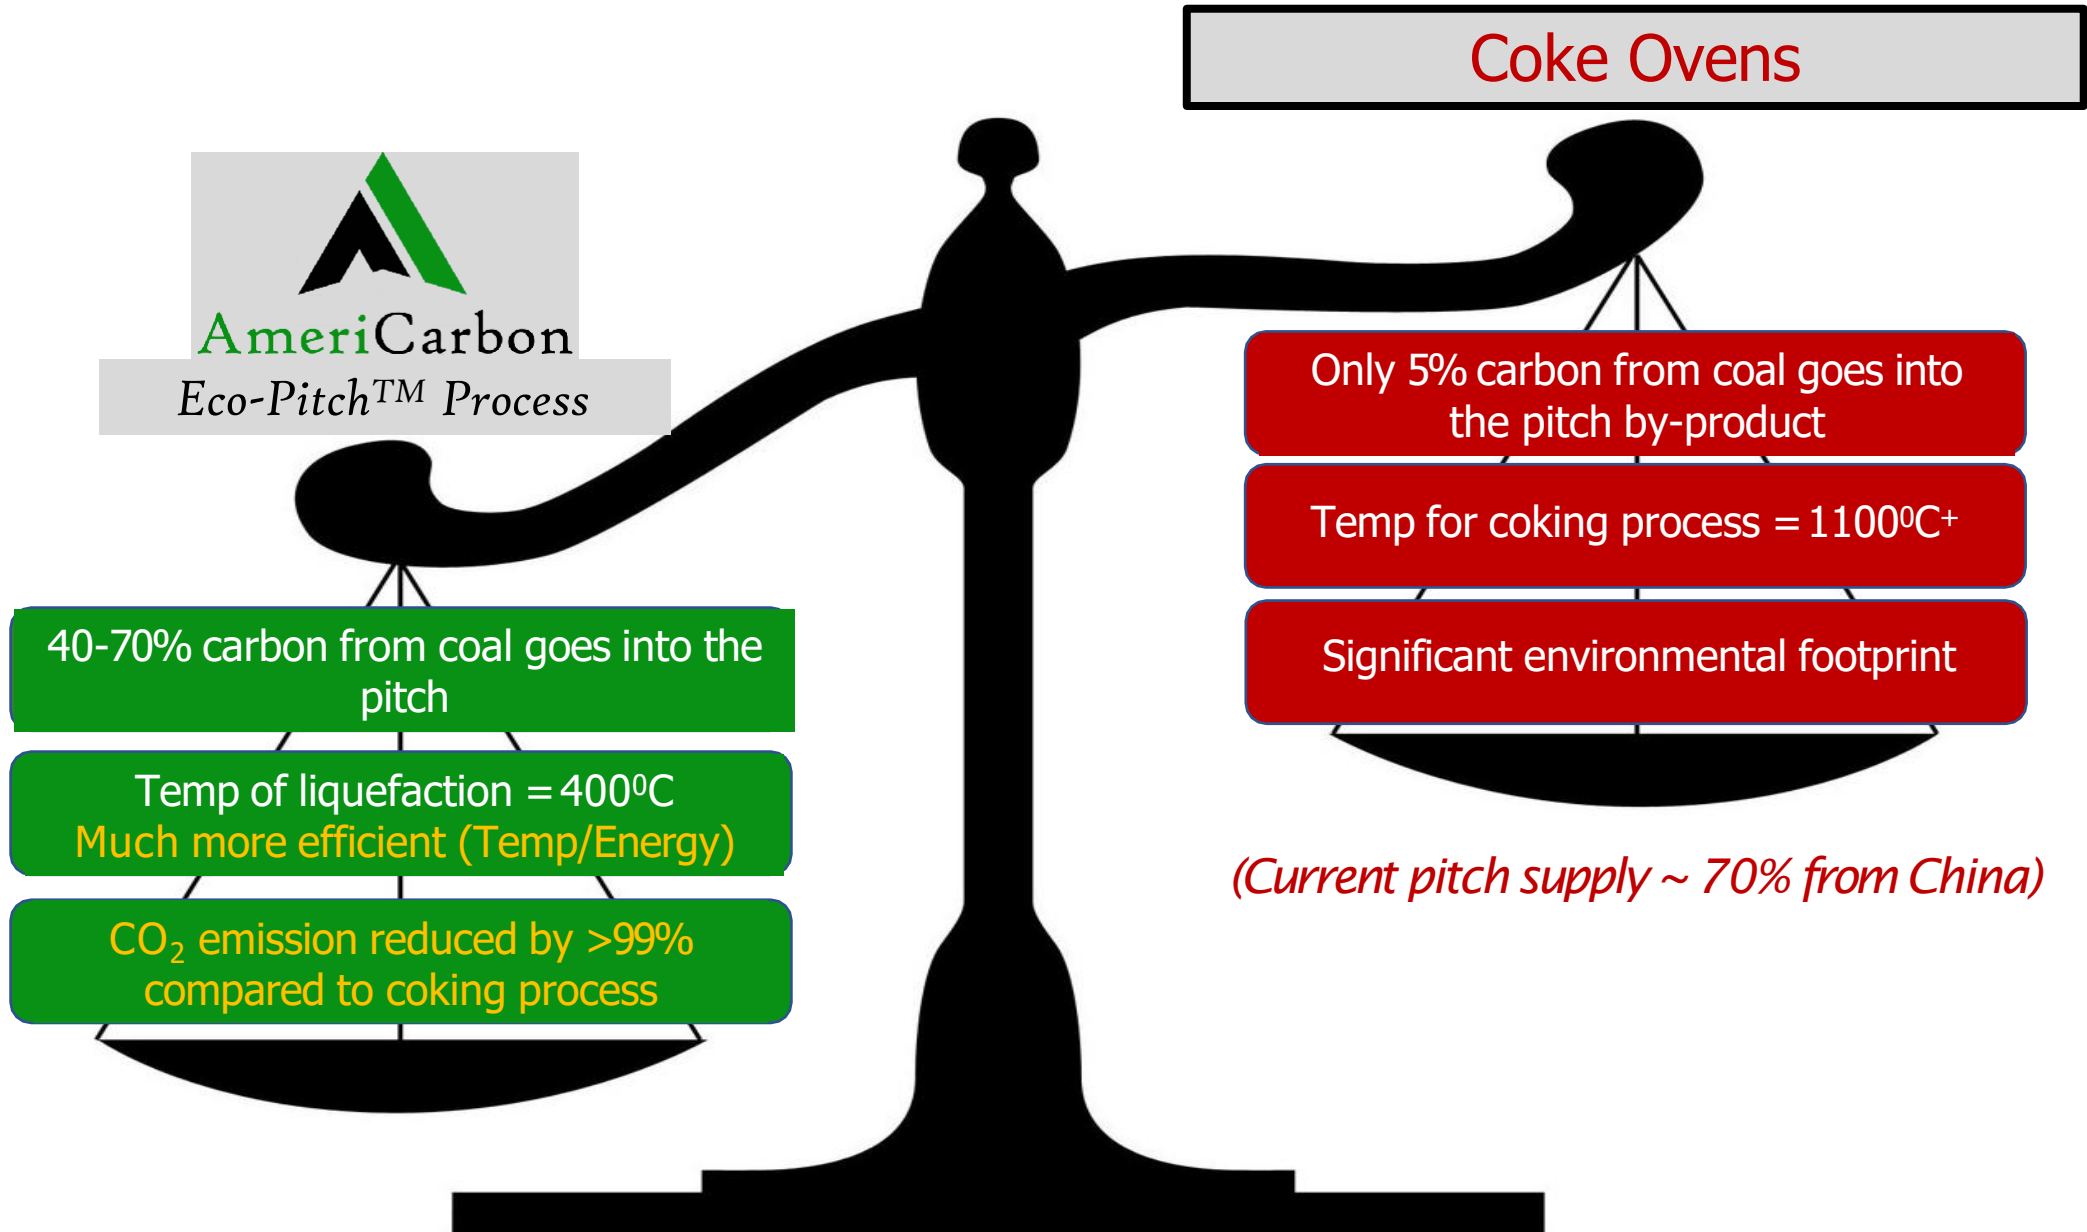 Coke Ovens
AmeriCarbon
Eco-Pitch™ Process
Only 5% carbon from coal goes into
the pitch by-product
Temp for coking process = 1100⁰C⁺
Significant environmental footprint
(Current pitch supply ~ 70% from China)
40-70% carbon from coal goes into the
pitch
Temp of liquefaction = 400⁰C
Much more efficient (Temp/Energy)
CO₂ emission reduced by >99%
compared to coking process